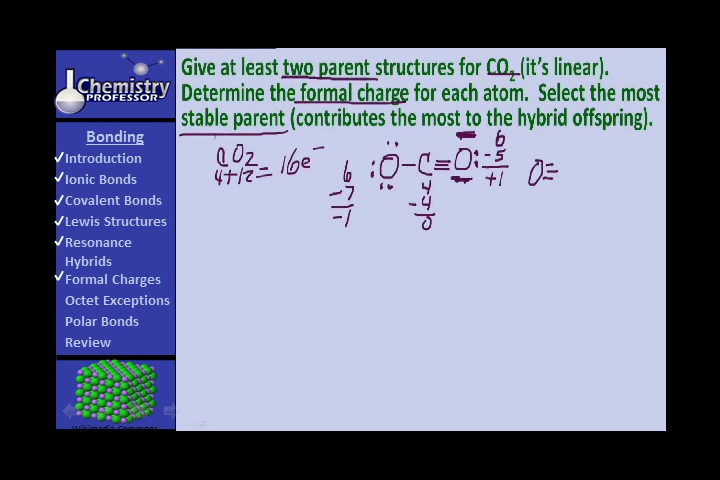 Chemistry
PROFESSOR
Bonding
✓Introduction
✓Ionic Bonds
✓Covalent Bonds
✓Lewis Structures
✓Resonance
Hybrids
✓Formal Charges
Octet Exceptions
Polar Bonds
Review
Wikimedia Commons
Give at least two parent structures for CO₂ (it's linear).
Determine the formal charge for each atom. Select the most
stable parent (contributes the most to the hybrid offspring).
CO2
4+12 = 16e⁻
:O-C≡O:
6
-7
-1
4
-4
0
6
-5
+1
O=